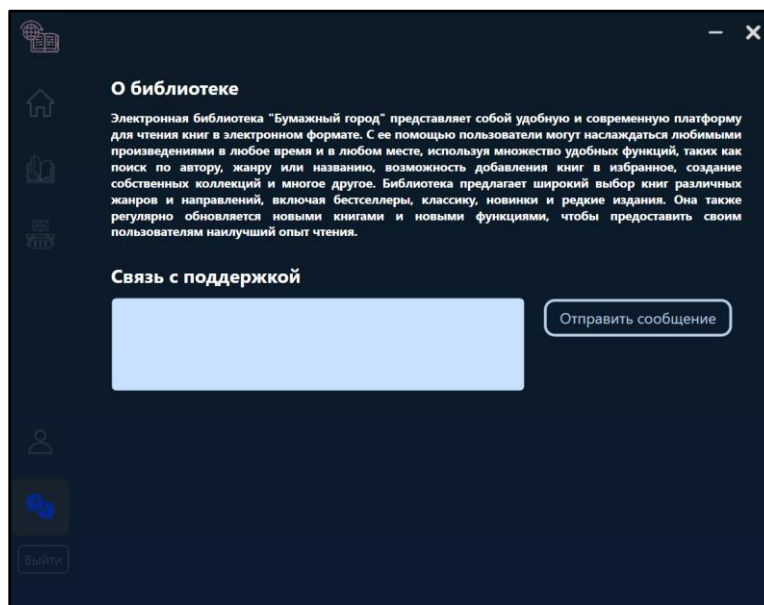 О библиотеке
Электронная библиотека "Бумажный город" представляет собой удобную и современную платформу
для чтения книг в электронном формате. С ее помощью пользователи могут наслаждаться любимыми
произведениями в любое время и в любом месте, используя множество удобных функций, таких как
поиск по автору, жанру или названию, возможность добавления книг в избранное, создание
собственных коллекций и многое другое. Библиотека предлагает широкий выбор книг различных
жанров и направлений, включая бестселлеры, классику, новинки и редкие издания. Она также
регулярно обновляется новыми книгами и новыми функциями, чтобы предоставить своим
пользователям наилучший опыт чтения.
Связь с поддержкой
Отправить сообщение
Выйти